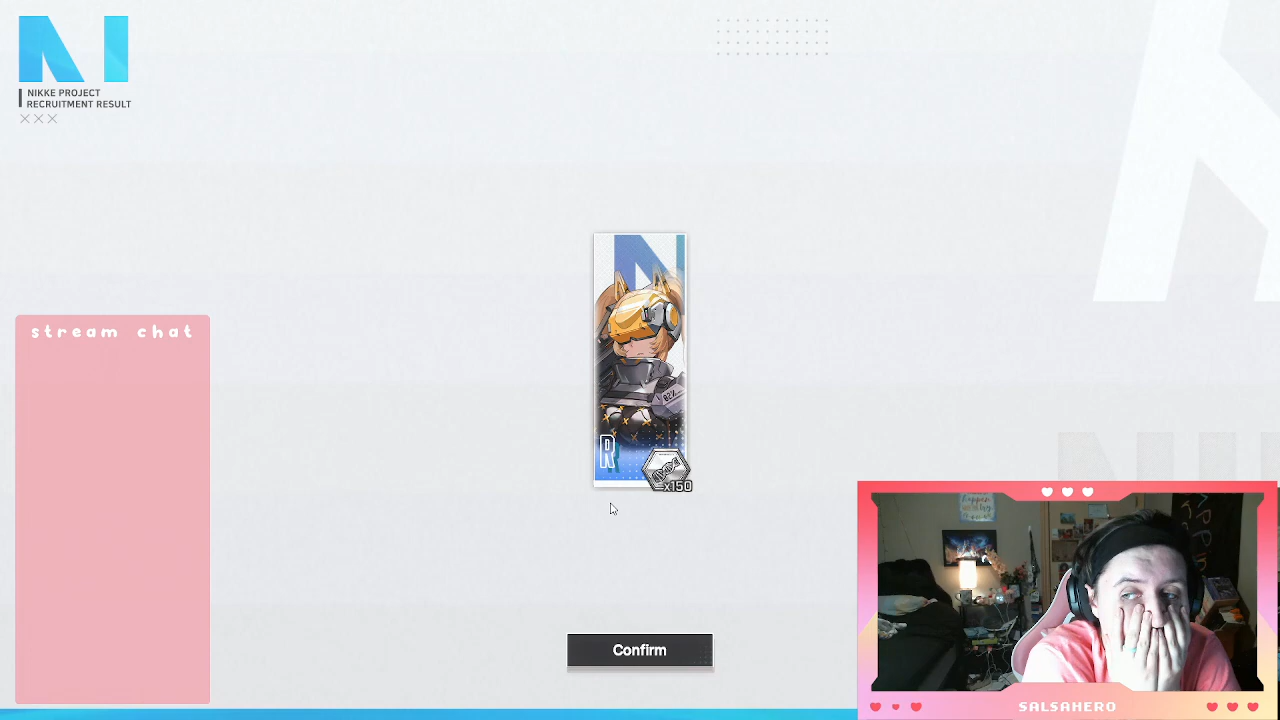 NIKKE PROJECT
RECRUITMENT RESULT
stream chat
R
x150
Confirm
SALSAHERO